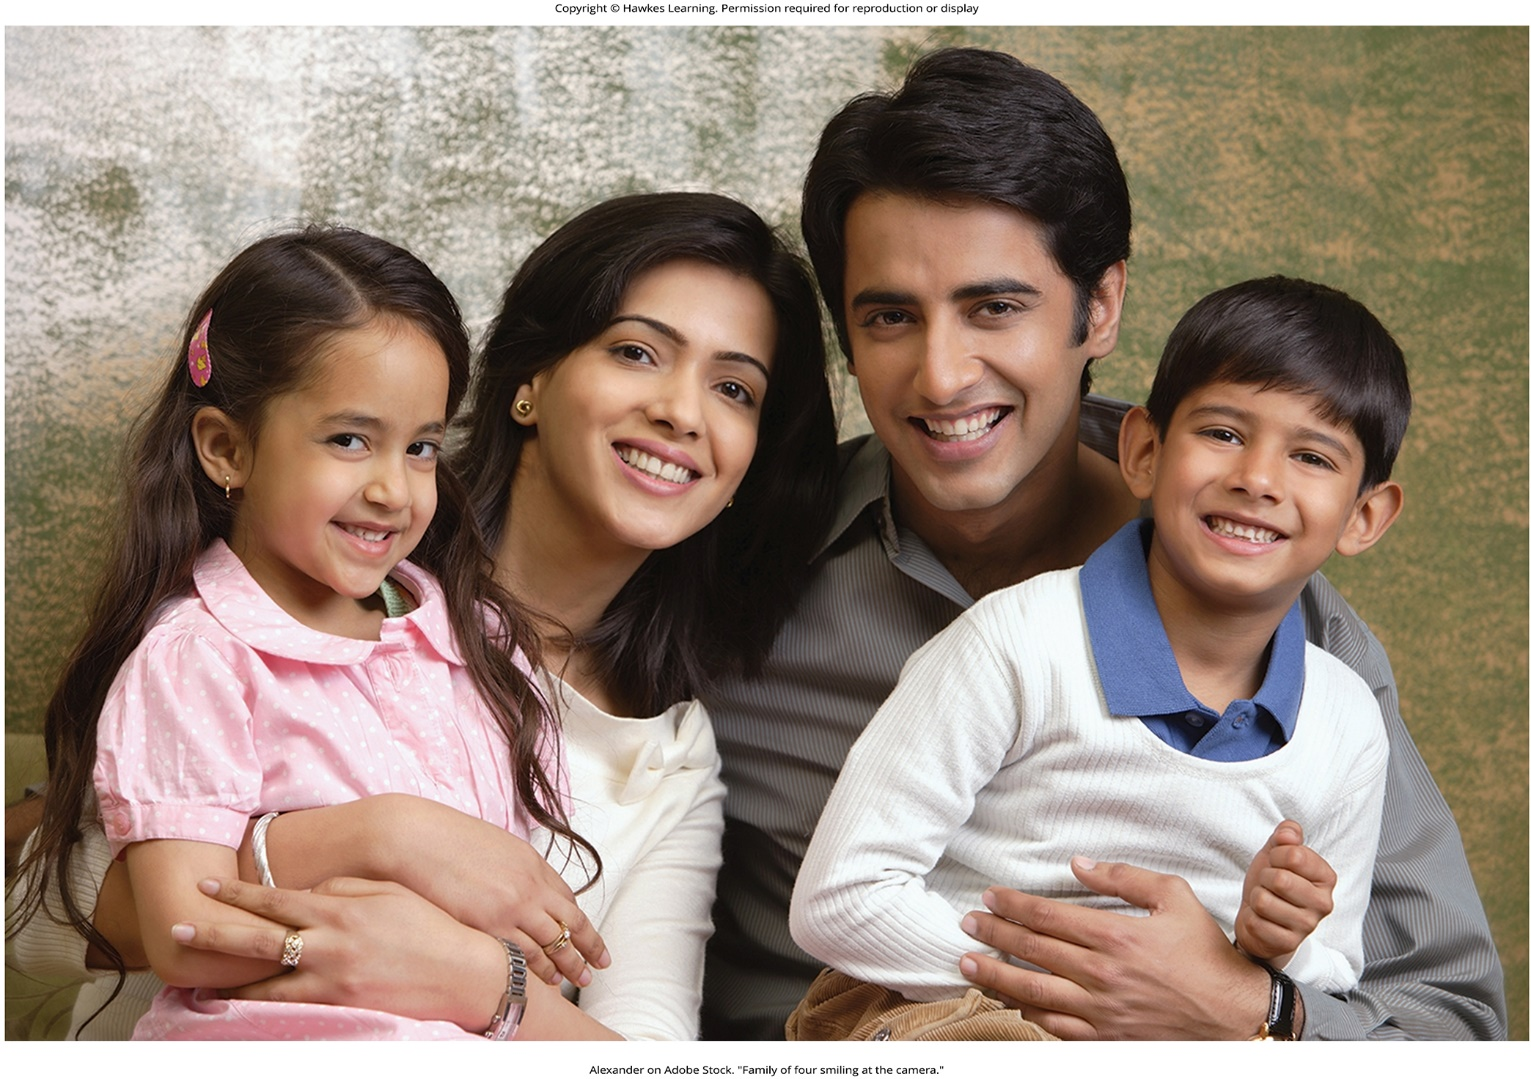 Copyright © Hawkes Learning. Permission required for reproduction or display
Alexander on Adobe Stock. "Family of four smiling at the camera."